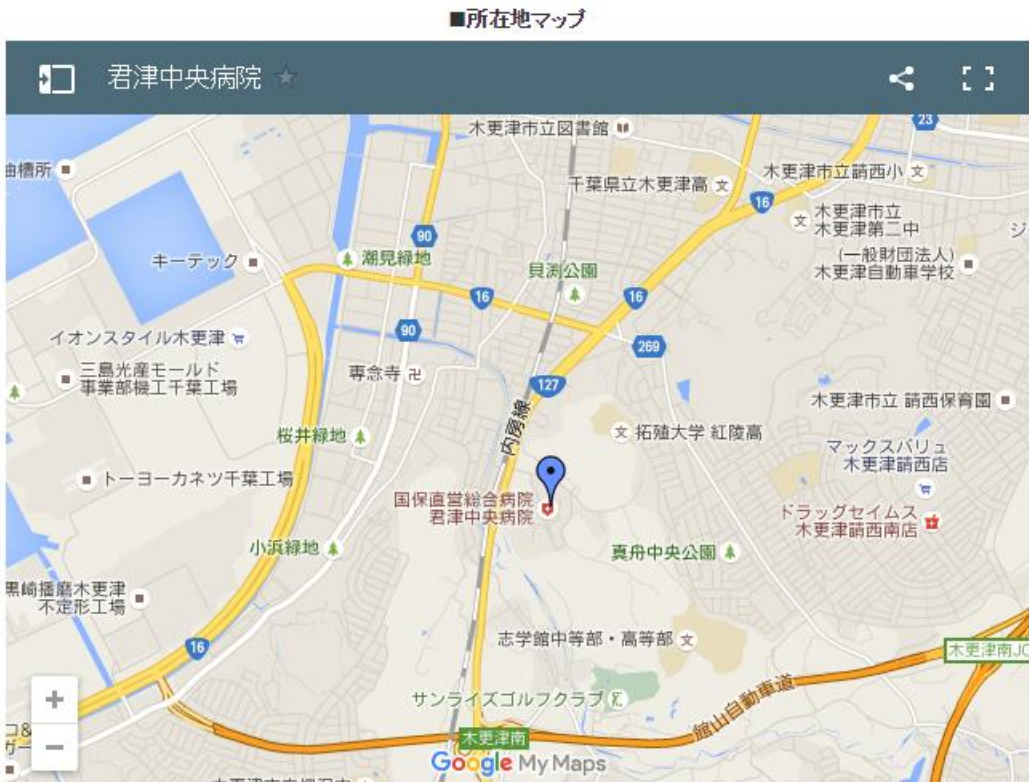 ■所在地マップ
君津中央病院
木更津市立図書館
23
油槽所
千葉県立木更津高
木更津市立請西小
16
木更津市立
木更津第二中
90
キーテック
潮見緑地
貝渕公園
(一般財団法人)
木更津自動車学校
ジ
16
16
イオンスタイル木更津
90
269
三島光産モールド
事業部機工千葉工場
専念寺
127
木更津市立 請西保育園
内房線
桜井緑地
拓殖大学 紅陵高
マックスバリュ
木更津請西店
トーヨーカネツ千葉工場
国保直営総合病院
君津中央病院
ドラッグセイムス
木更津請西南店
小浜緑地
真舟中央公園
黒崎播磨木更津
不定形工場
16
志学館中等部・高等部
木更津南JC
サンライズゴルフクラブ
館山自動車道
木更津南
コ&
ガー
Google My Maps